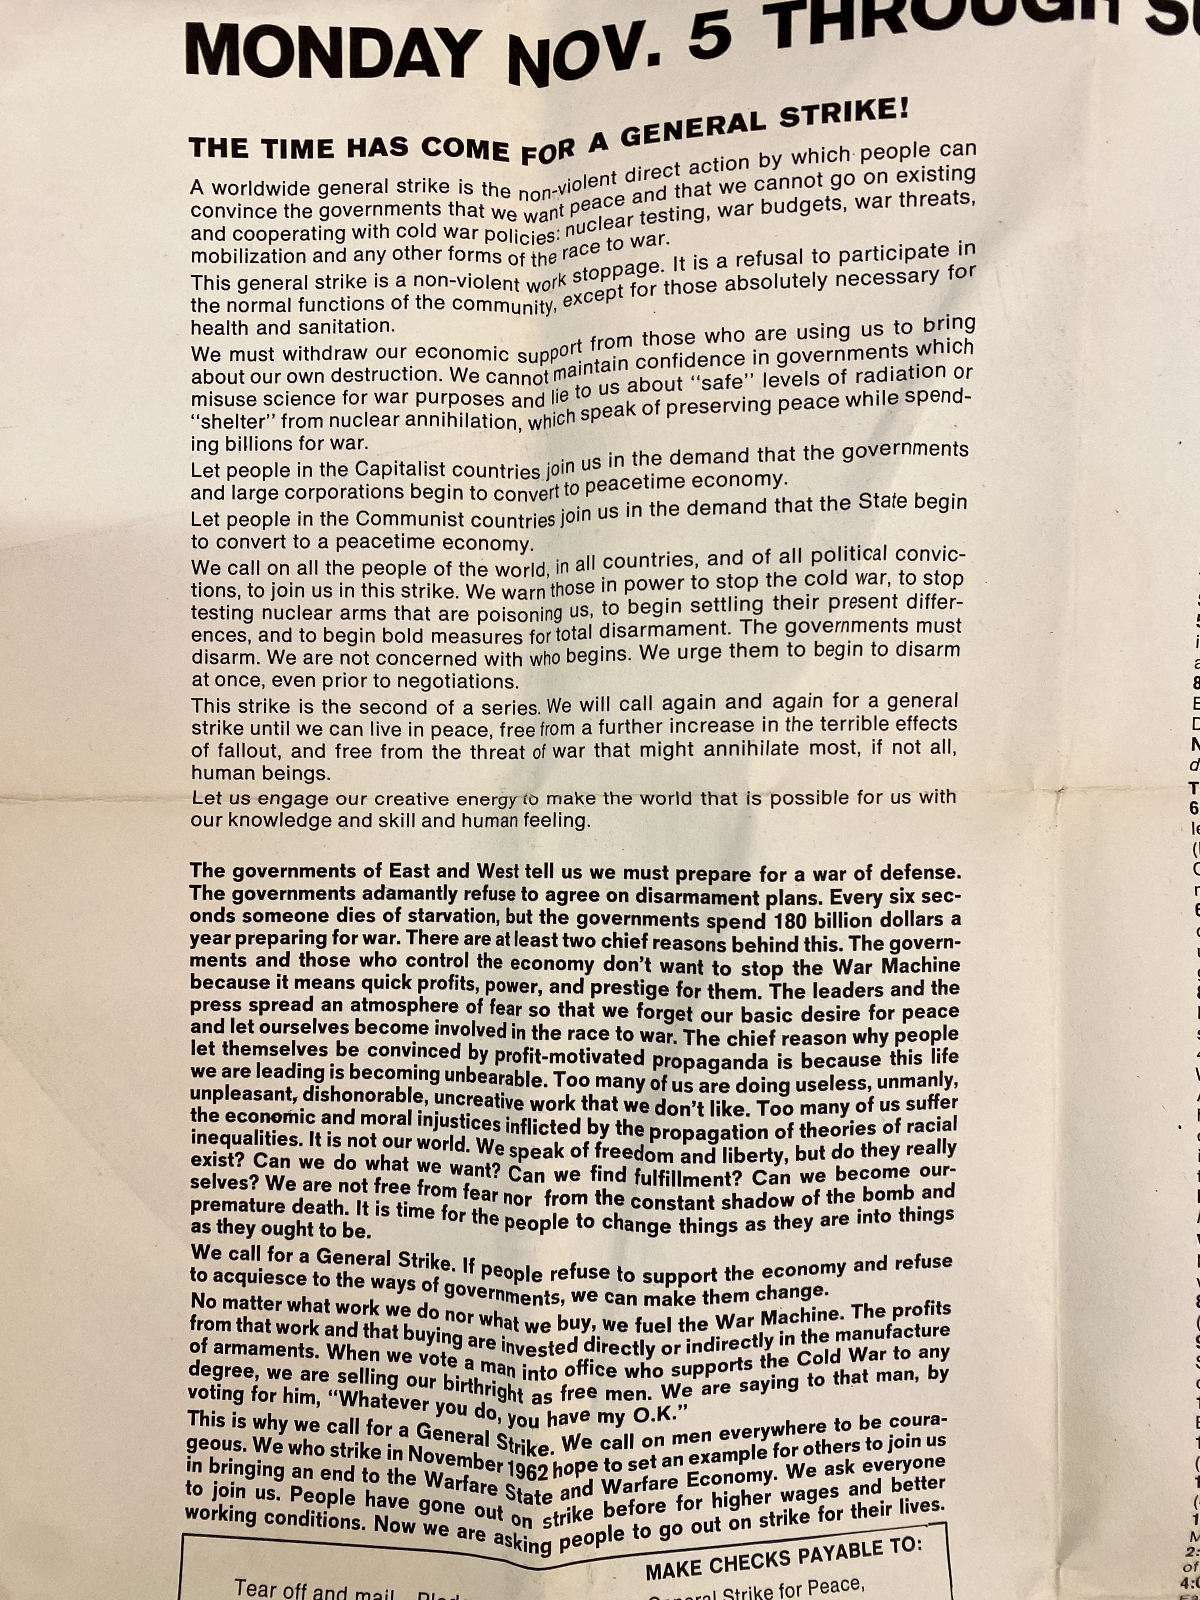 MONDAY NOV. 5 THROUGH
THE TIME HAS COME FOR A GENERAL STRIKE!
A worldwide general strike is the non-violent direct action by which people can
convince the governments that we want peace and that we cannot go on existing
and cooperating with cold war policies: nuclear testing, war budgets, war threats,
mobilization and any other forms of the race to war.
This general strike is a non-violent work stoppage. It is a refusal to participate in
the normal functions of the community, except for those absolutely necessary for
health and sanitation.
We must withdraw our economic support from those who are using us to bring
about our own destruction. We cannot maintain confidence in governments which
misuse science for war purposes and lie to us about “safe” levels of radiation or
“shelter” from nuclear annihilation, which speak of preserving peace while spend-
ing billions for war.
Let people in the Capitalist countries join us in the demand that the governments
and large corporations begin to convert to peacetime economy.
Let people in the Communist countries join us in the demand that the State begin
to convert to a peacetime economy.
We call on all the people of the world, in all countries, and of all political convic-
tions, to join us in this strike. We warn those in power to stop the cold war, to stop
testing nuclear arms that are poisoning us, to begin settling their present differ-
ences, and to begin bold measures for total disarmament. The governments must
disarm. We are not concerned with who begins. We urge them to begin to disarm
at once, even prior to negotiations.
This strike is the second of a series. We will call again and again for a general
strike until we can live in peace, free from a further increase in the terrible effects
of fallout, and free from the threat of war that might annihilate most, if not all,
human beings.
Let us engage our creative energy to make the world that is possible for us with
our knowledge and skill and human feeling.
The governments of East and West tell us we must prepare for a war of defense.
The governments adamantly refuse to agree on disarmament plans. Every six sec-
onds someone dies of starvation, but the governments spend 180 billion dollars a
year preparing for war. There are at least two chief reasons behind this. The govern-
ments and those who control the economy don’t want to stop the War Machine
because it means quick profits, power, and prestige for them. The leaders and the
press spread an atmosphere of fear so that we forget our basic desire for peace
and let ourselves become involved in the race to war. The chief reason why people
let themselves be convinced by profit-motivated propaganda is because this life
we are leading is becoming unbearable. Too many of us are doing useless, unmanly,
unpleasant, dishonorable, uncreative work that we don’t like. Too many of us suffer
the economic and moral injustices inflicted by the propagation of theories of racial
inequalities. It is not our world. We speak of freedom and liberty, but do they really
exist? Can we do what we want? Can we find fulfillment? Can we become our-
selves? We are not free from fear nor from the constant shadow of the bomb and
premature death. It is time for the people to change things as they are into things
as they ought to be.
We call for a General Strike. If people refuse to support the economy and refuse
to acquiesce to the ways of governments, we can make them change.
No matter what work we do nor what we buy, we fuel the War Machine. The profits
from that work and that buying are invested directly or indirectly in the manufacture
of armaments. When we vote a man into office who supports the Cold War to any
degree, we are selling our birthright as free men. We are saying to that man, by
voting for him, “Whatever you do, you have my O.K.”
This is why we call for a General Strike. We call on men everywhere to be coura-
geous. We who strike in November 1962 hope to set an example for others to join us
in bringing an end to the Warfare State and Warfare Economy. We ask everyone
to join us. People have gone out on strike before for higher wages and better
working conditions. Now we are asking people to go out on strike for their lives.
MAKE CHECKS PAYABLE TO:
Tear off and mail.
General Strike for Peace,